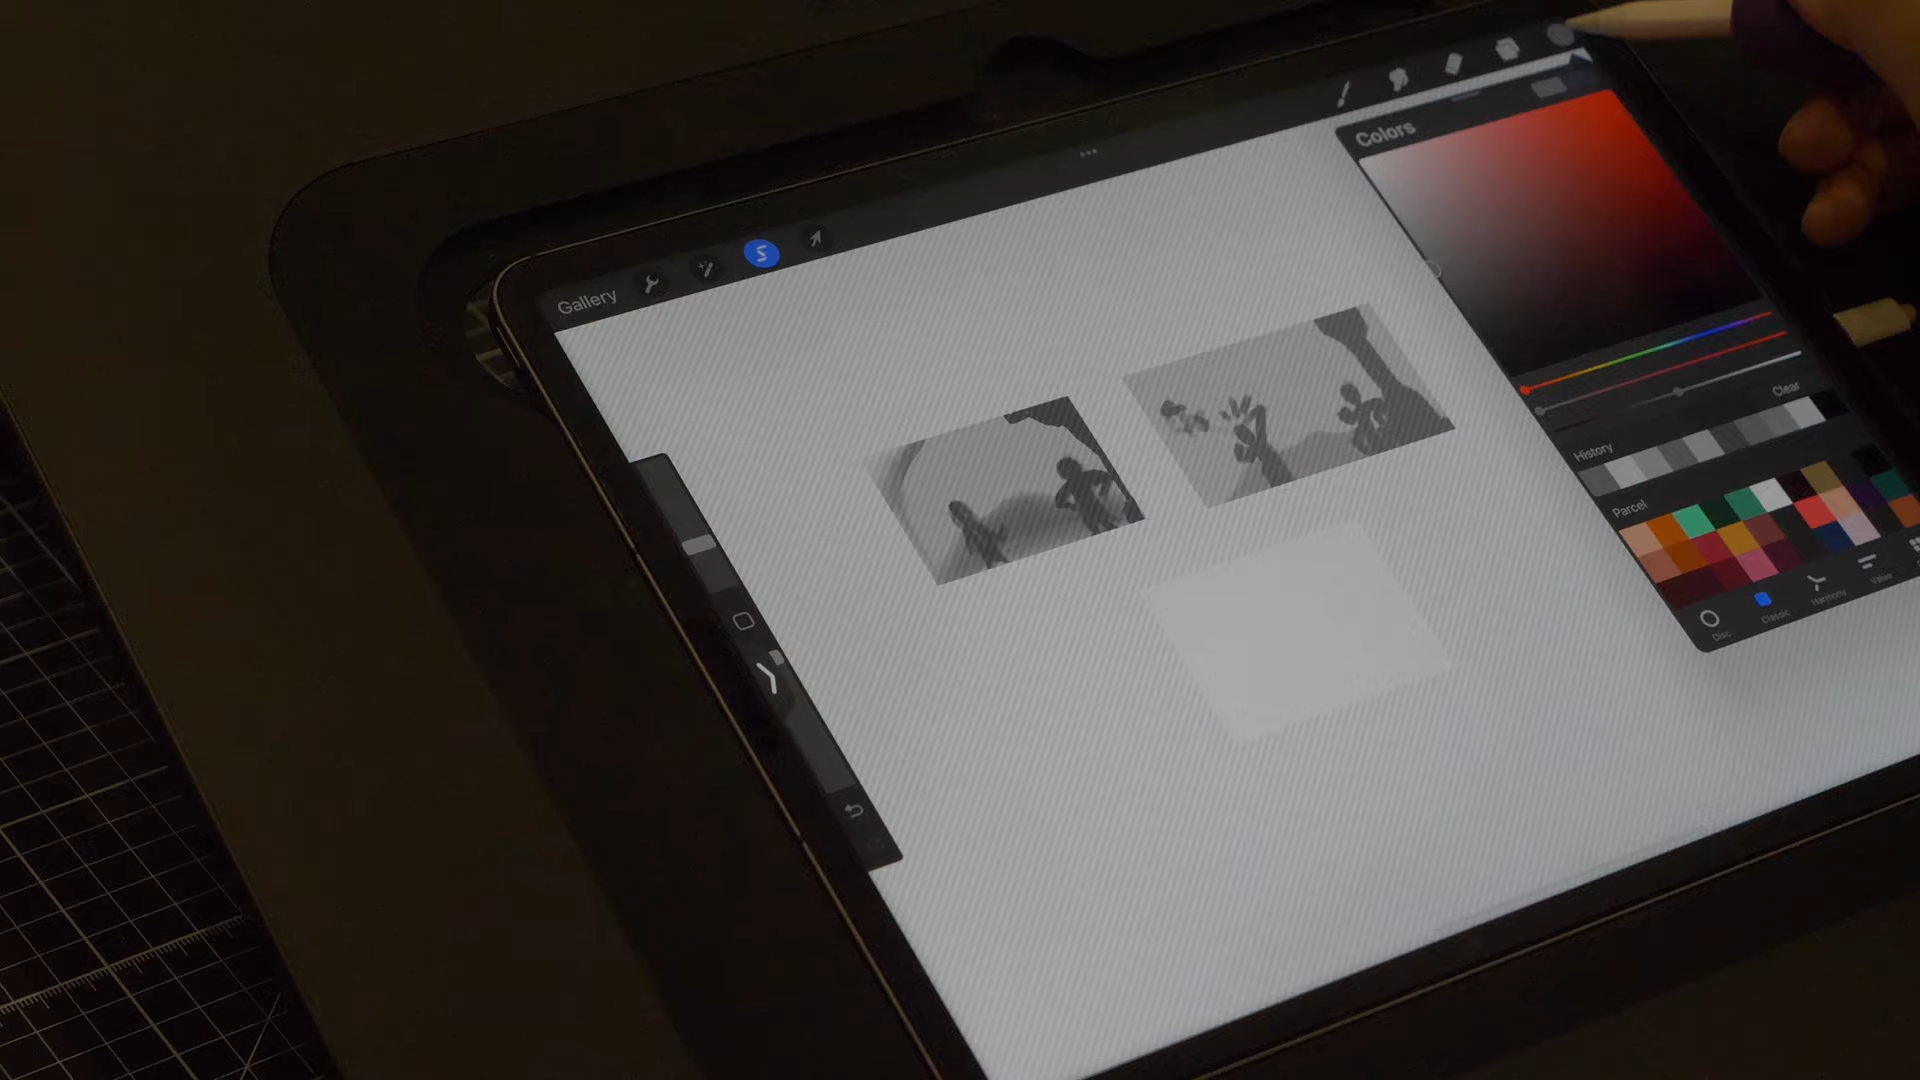 Gallery
Colors
Clear
History
Parcel
Disc
Classic
Harmony
Value